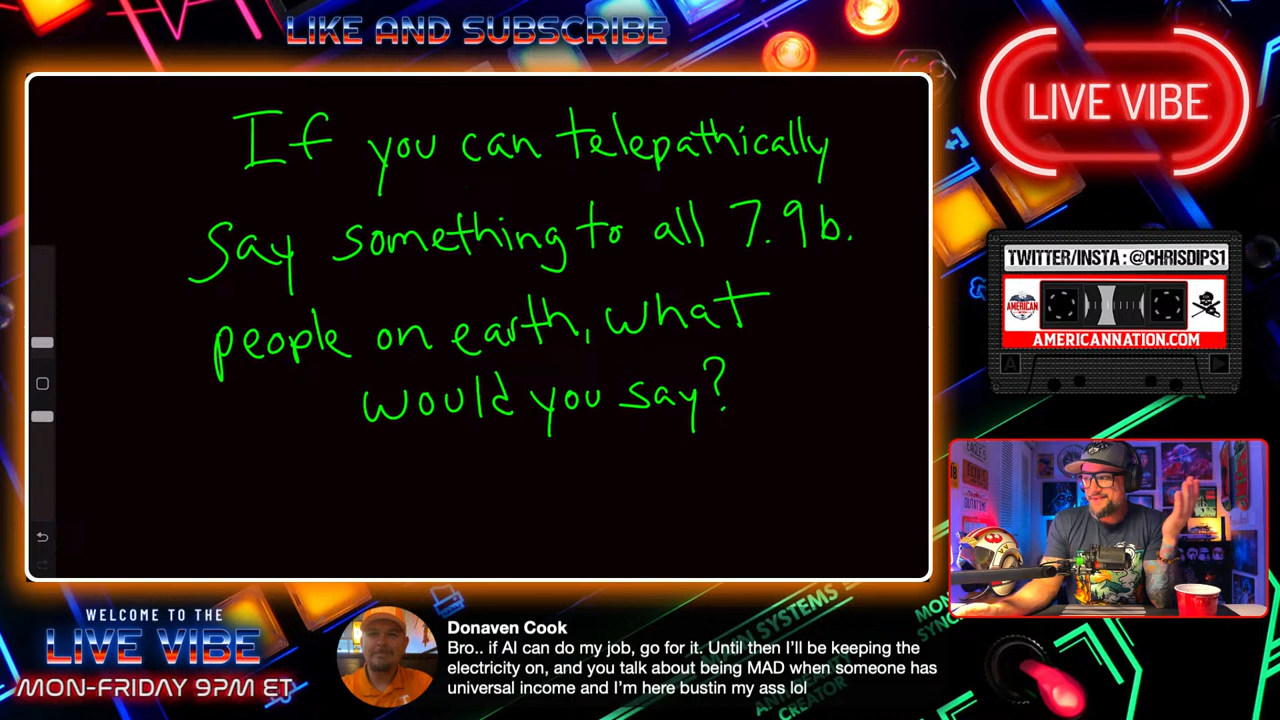 LIKE AND SUBSCRIBE
LIVE VIBE
If you can telepathically
say something to all 7.9b.
people on earth, what
would you say?
TWITTER/INSTA : @CHRISDIPS1
AMERICAN
AMERICANNATION.COM
A
WELCOME TO THE
LIVE VIBE
MON-FRIDAY 9PM ET
Donaven Cook
Bro.. if AI can do my job, go for it. Until then I'll be keeping the
electricity on, and you talk about being MAD when someone has
universal income and I'm here bustin my ass lol
SYSTEMS
CREATOR